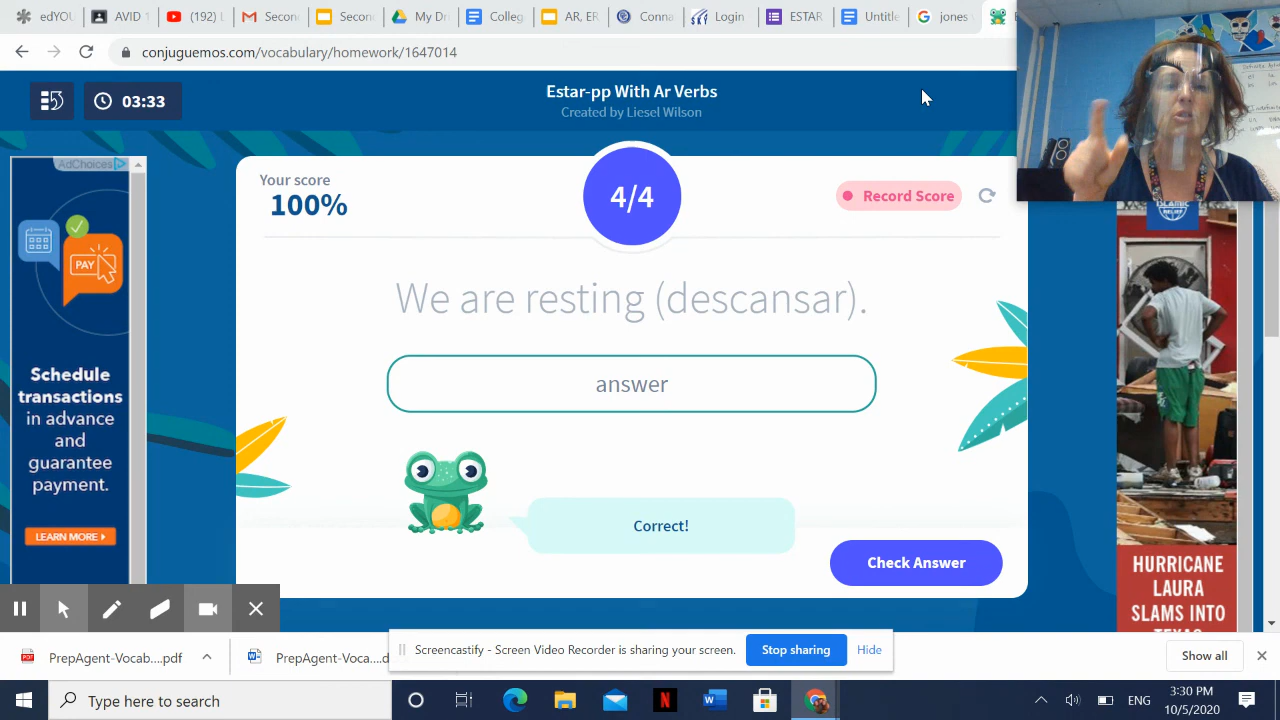 edYOU
AVID
(192)
Secon
Secon
My Dr
Colleg
AR_ER
Conna
Login
ESTAR
Untitle
jones
conjuguemos.com/vocabulary/homework/1647014
03:33
Estar-pp With Ar Verbs
Created by Liesel Wilson
AdChoices
PAY
Schedule
transactions
in advance
and
guarantee
payment.
LEARN MORE
Your score
100%
4/4
Record Score
We are resting (descansar).
answer
Correct!
Check Answer
ISLAMIC
RELIEF
HURRICANE
LAURA
SLAMS INTO
TEXAS
PrepAgent-Vocab....pdf
PrepAgent-Voca....d
Screencastify - Screen Video Recorder is sharing your screen.
Stop sharing
Hide
Show all
Type here to search
ENG
3:30 PM
10/5/2020